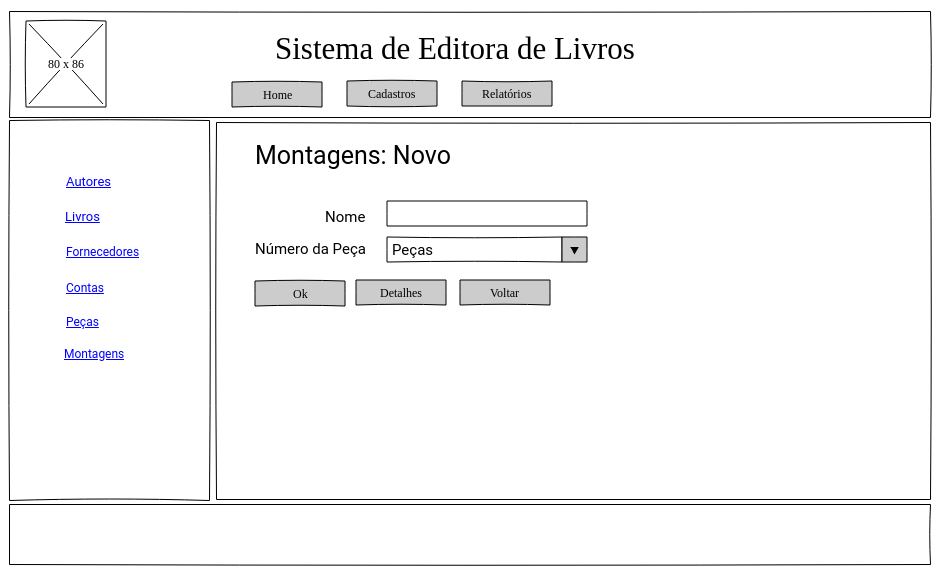 80 x 86
Sistema de Editora de Livros
Home Cadastros Relatórios
Autores
Livros
Fornecedores
Contas
Peças
Montagens
Montagens: Novo
Nome
Número da Peça Peças
Ok Detalhes Voltar